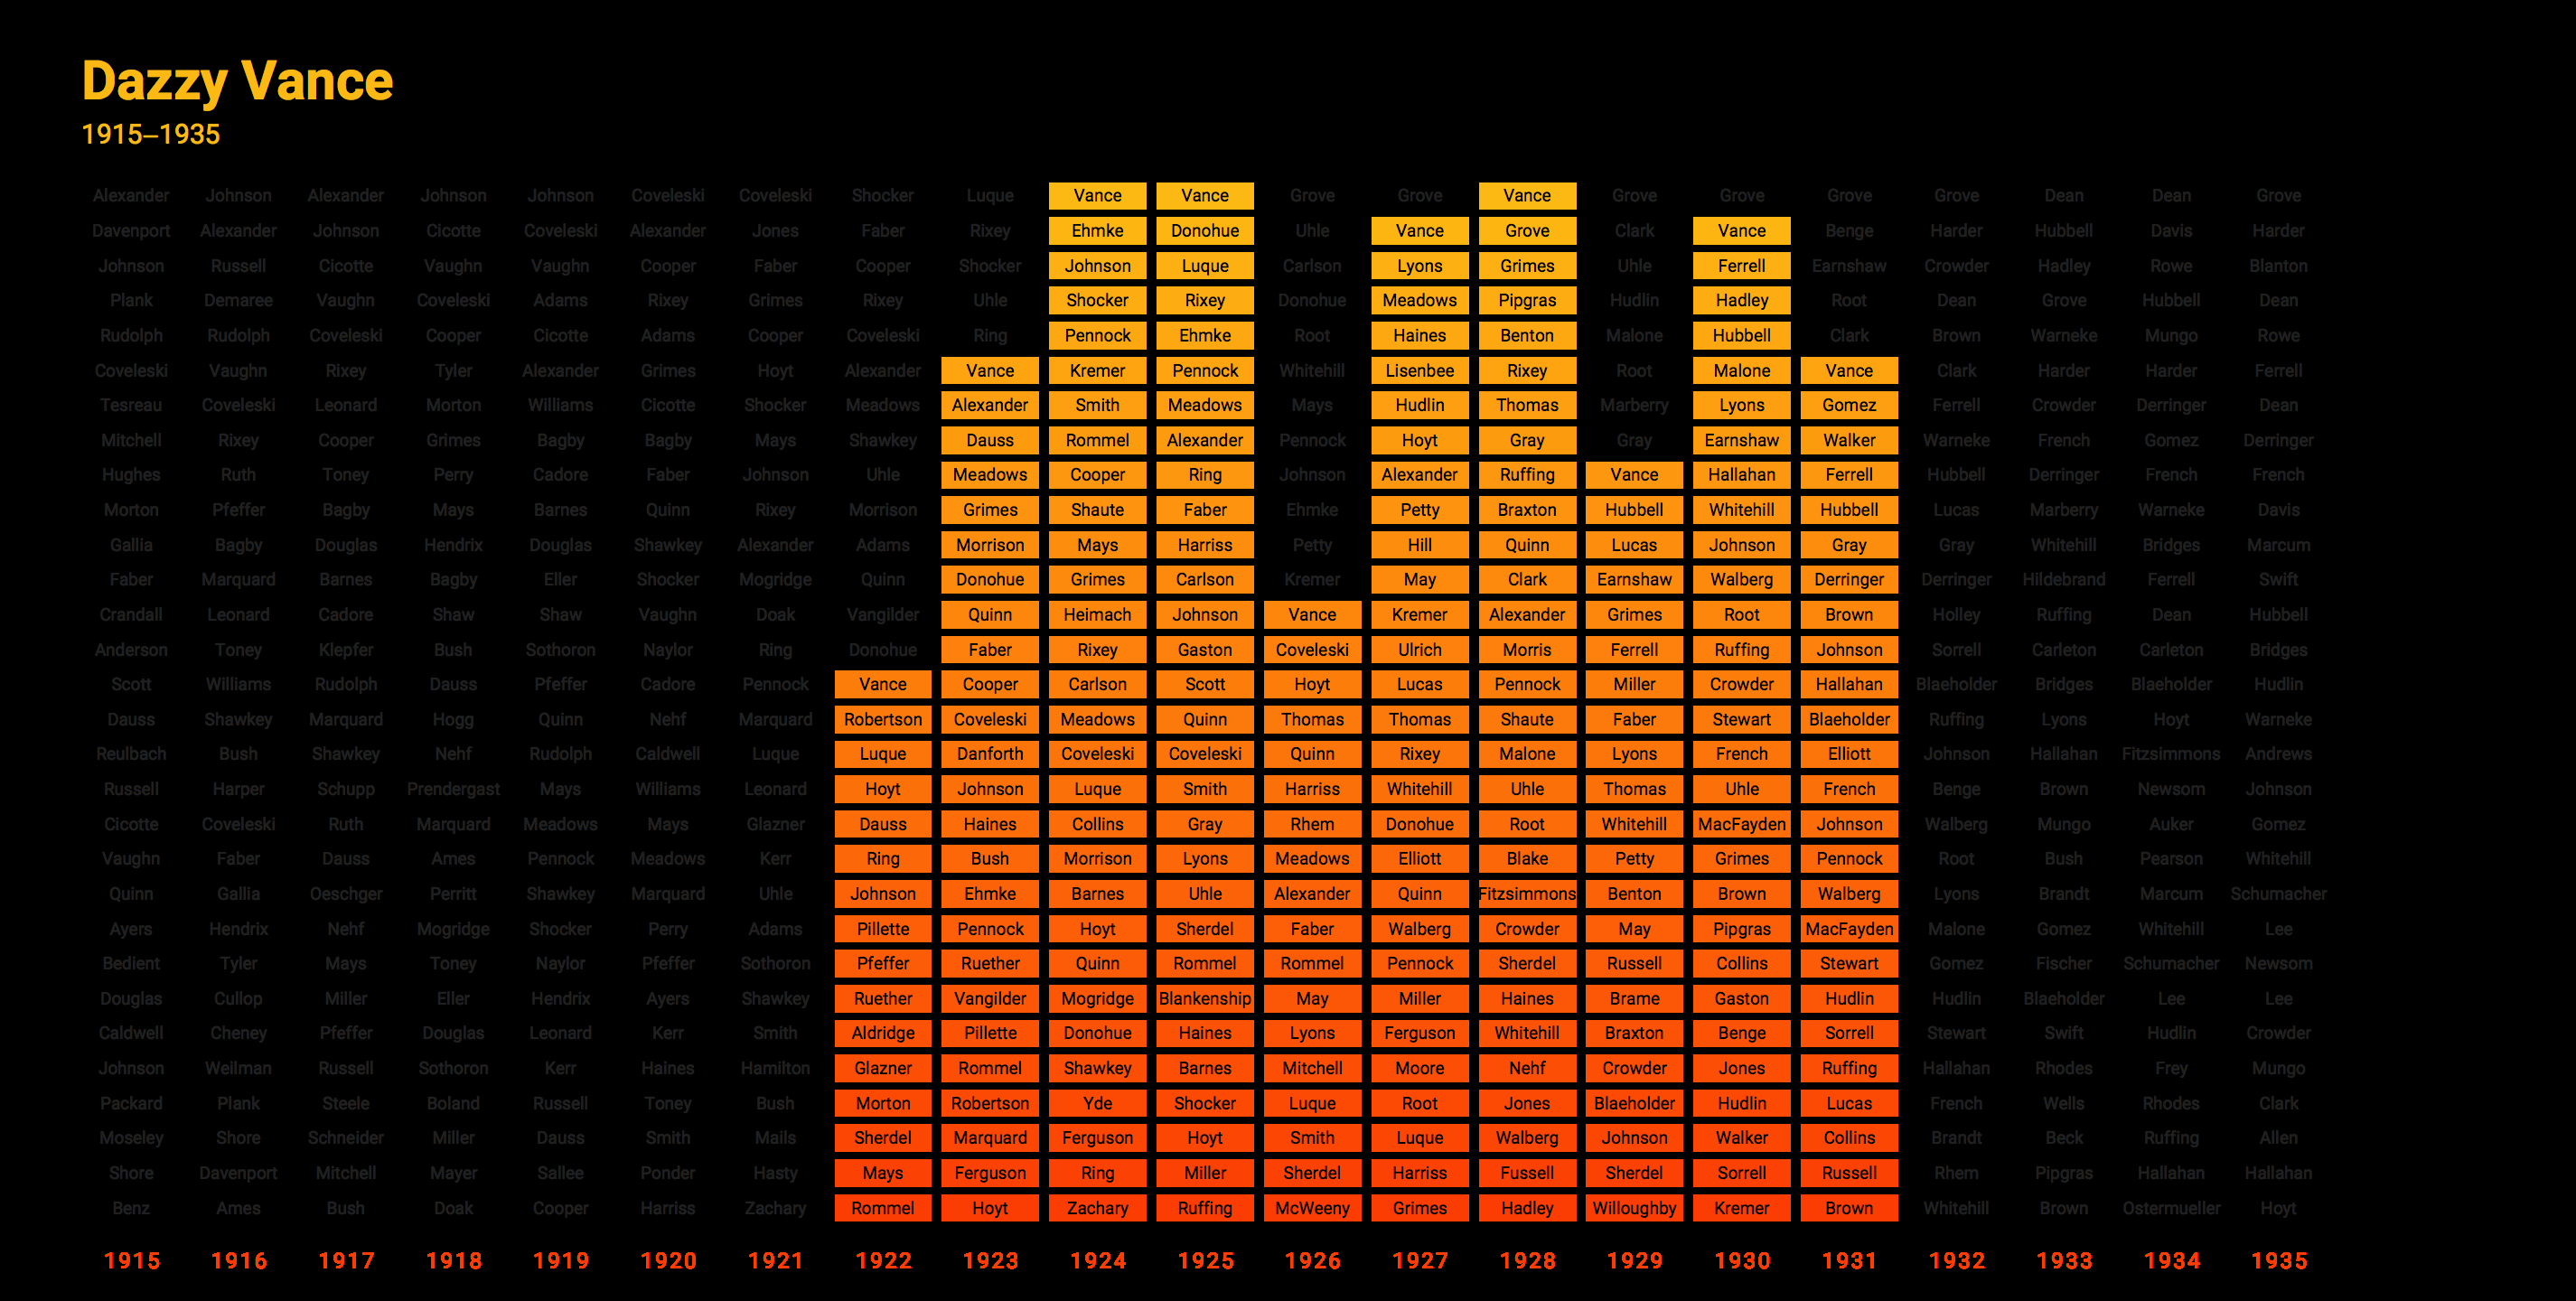 Dazzy Vance
1915–1935
Alexander Johnson Alexander Johnson Johnson Coveleski Coveleski Shocker Luque Vance Vance Grove Grove Vance Grove Grove Grove Grove Dean Dean Grove
Davenport Alexander Johnson Cicotte Coveleski Alexander Jones Faber Rixey Ehmke Donohue Uhle Vance Grove Clark Vance Benge Harder Hubbell Davis Harder
Johnson Russell Cicotte Vaughn Vaughn Cooper Faber Cooper Shocker Johnson Luque Carlson Lyons Grimes Uhle Ferrell Earnshaw Crowder Hadley Rowe Blanton
Plank Demaree Vaughn Coveleski Adams Rixey Grimes Rixey Uhle Shocker Rixey Donohue Meadows Pipgras Hudlin Hadley Root Dean Grove Hubbell Dean
Rudolph Rudolph Coveleski Cooper Cicotte Adams Cooper Coveleski Ring Pennock Ehmke Root Haines Benton Malone Hubbell Clark Brown Warneke Mungo Rowe
Coveleski Vaughn Rixey Tyler Alexander Grimes Hoyt Alexander Vance Kremer Pennock Whitehill Lisenbee Rixey Root Malone Vance Clark Harder Harder Ferrell
Tesreau Coveleski Leonard Morton Williams Cicotte Shocker Meadows Alexander Smith Meadows Mays Hudlin Thomas Marberry Lyons Gomez Ferrell Crowder Derringer Dean
Mitchell Rixey Cooper Grimes Bagby Bagby Mays Shawkey Dauss Rommel Alexander Pennock Hoyt Gray Gray Earnshaw Walker Warneke French Gomez Derringer
Hughes Ruth Toney Perry Cadore Faber Johnson Uhle Meadows Cooper Ring Johnson Alexander Ruffing Vance Hallahan Ferrell Hubbell Derringer French French
Morton Pfeffer Bagby Mays Barnes Quinn Rixey Morrison Grimes Shaute Faber Ehmke Petty Braxton Hubbell Whitehill Hubbell Lucas Marberry Warneke Davis
Gallia Bagby Douglas Hendrix Douglas Shawkey Alexander Adams Morrison Mays Harriss Petty Hill Quinn Lucas Johnson Gray Gray Whitehill Bridges Marcum
Faber Marquard Barnes Bagby Eller Shocker Mogridge Quinn Donohue Grimes Carlson Kremer May Clark Earnshaw Walberg Derringer Derringer Hildebrand Ferrell Swift
Crandall Leonard Cadore Shaw Shaw Vaughn Doak Vangilder Quinn Heimach Johnson Vance Kremer Alexander Grimes Root Brown Holley Ruffing Dean Hubbell
Anderson Toney Klepfer Bush Sothoron Naylor Ring Donohue Faber Rixey Gaston Coveleski Ulrich Morris Ferrell Ruffing Johnson Sorrell Carleton Carleton Bridges
Scott Williams Rudolph Dauss Pfeffer Cadore Pennock Vance Cooper Carlson Scott Hoyt Lucas Pennock Miller Crowder Hallahan Blaeholder Bridges Blaeholder Hudlin
Dauss Shawkey Marquard Hogg Quinn Nehf Marquard Robertson Coveleski Meadows Quinn Thomas Thomas Shaute Faber Stewart Blaeholder Ruffing Lyons Hoyt Warneke
Reulbach Bush Shawkey Nehf Rudolph Caldwell Luque Luque Danforth Coveleski Coveleski Quinn Rixey Malone Lyons French Elliott Johnson Hallahan Fitzsimmons Andrews
Russell Harper Schupp Prendergast Mays Williams Leonard Hoyt Johnson Luque Smith Harriss Whitehill Uhle Thomas Uhle French Benge Brown Newsom Johnson
Cicotte Coveleski Ruth Marquard Meadows Mays Glazner Dauss Haines Collins Gray Rhem Donohue Root Whitehill MacFayden Johnson Walberg Mungo Auker Gomez
Vaughn Faber Dauss Ames Pennock Meadows Kerr Ring Bush Morrison Lyons Meadows Elliott Blake Petty Grimes Pennock Root Bush Pearson Whitehill
Quinn Gallia Oeschger Perritt Shawkey Marquard Uhle Johnson Ehmke Barnes Uhle Alexander Quinn Fitzsimmons Benton Brown Walberg Lyons Brandt Marcum Schumacher
Ayers Hendrix Nehf Mogridge Shocker Perry Adams Pillette Pennock Hoyt Sherdel Faber Walberg Crowder May Pipgras MacFayden Malone Gomez Whitehill Lee
Bedient Tyler Mays Toney Naylor Pfeffer Sothoron Pfeffer Ruether Quinn Rommel Rommel Pennock Sherdel Russell Collins Stewart Gomez Fischer Schumacher Newsom
Douglas Cullop Miller Eller Hendrix Ayers Shawkey Ruether Vangilder Mogridge Blankenship May Miller Haines Brame Gaston Hudlin Hudlin Blaeholder Lee Lee
Caldwell Cheney Pfeffer Douglas Leonard Kerr Smith Aldridge Pillette Donohue Haines Lyons Ferguson Whitehill Braxton Benge Sorrell Stewart Swift Hudlin Crowder
Johnson Weilman Russell Sothoron Kerr Haines Hamilton Glazner Rommel Shawkey Barnes Mitchell Moore Nehf Crowder Jones Ruffing Hallahan Rhodes Frey Mungo
Packard Plank Steele Boland Russell Toney Bush Morton Robertson Yde Shocker Luque Root Jones Blaeholder Hudlin Lucas French Wells Rhodes Clark
Moseley Shore Schneider Miller Dauss Smith Mails Sherdel Marquard Ferguson Hoyt Smith Luque Walberg Johnson Walker Collins Brandt Beck Ruffing Allen
Shore Davenport Mitchell Mayer Sallee Ponder Hasty Mays Ferguson Ring Miller Sherdel Harriss Fussell Sherdel Sorrell Russell Rhem Pipgras Hallahan Hallahan
Benz Ames Bush Doak Cooper Harriss Zachary Rommel Hoyt Zachary Ruffing McWeeny Grimes Hadley Willoughby Kremer Brown Whitehill Brown Ostermueller Hoyt
1915 1916 1917 1918 1919 1920 1921 1922 1923 1924 1925 1926 1927 1928 1929 1930 1931 1932 1933 1934 1935